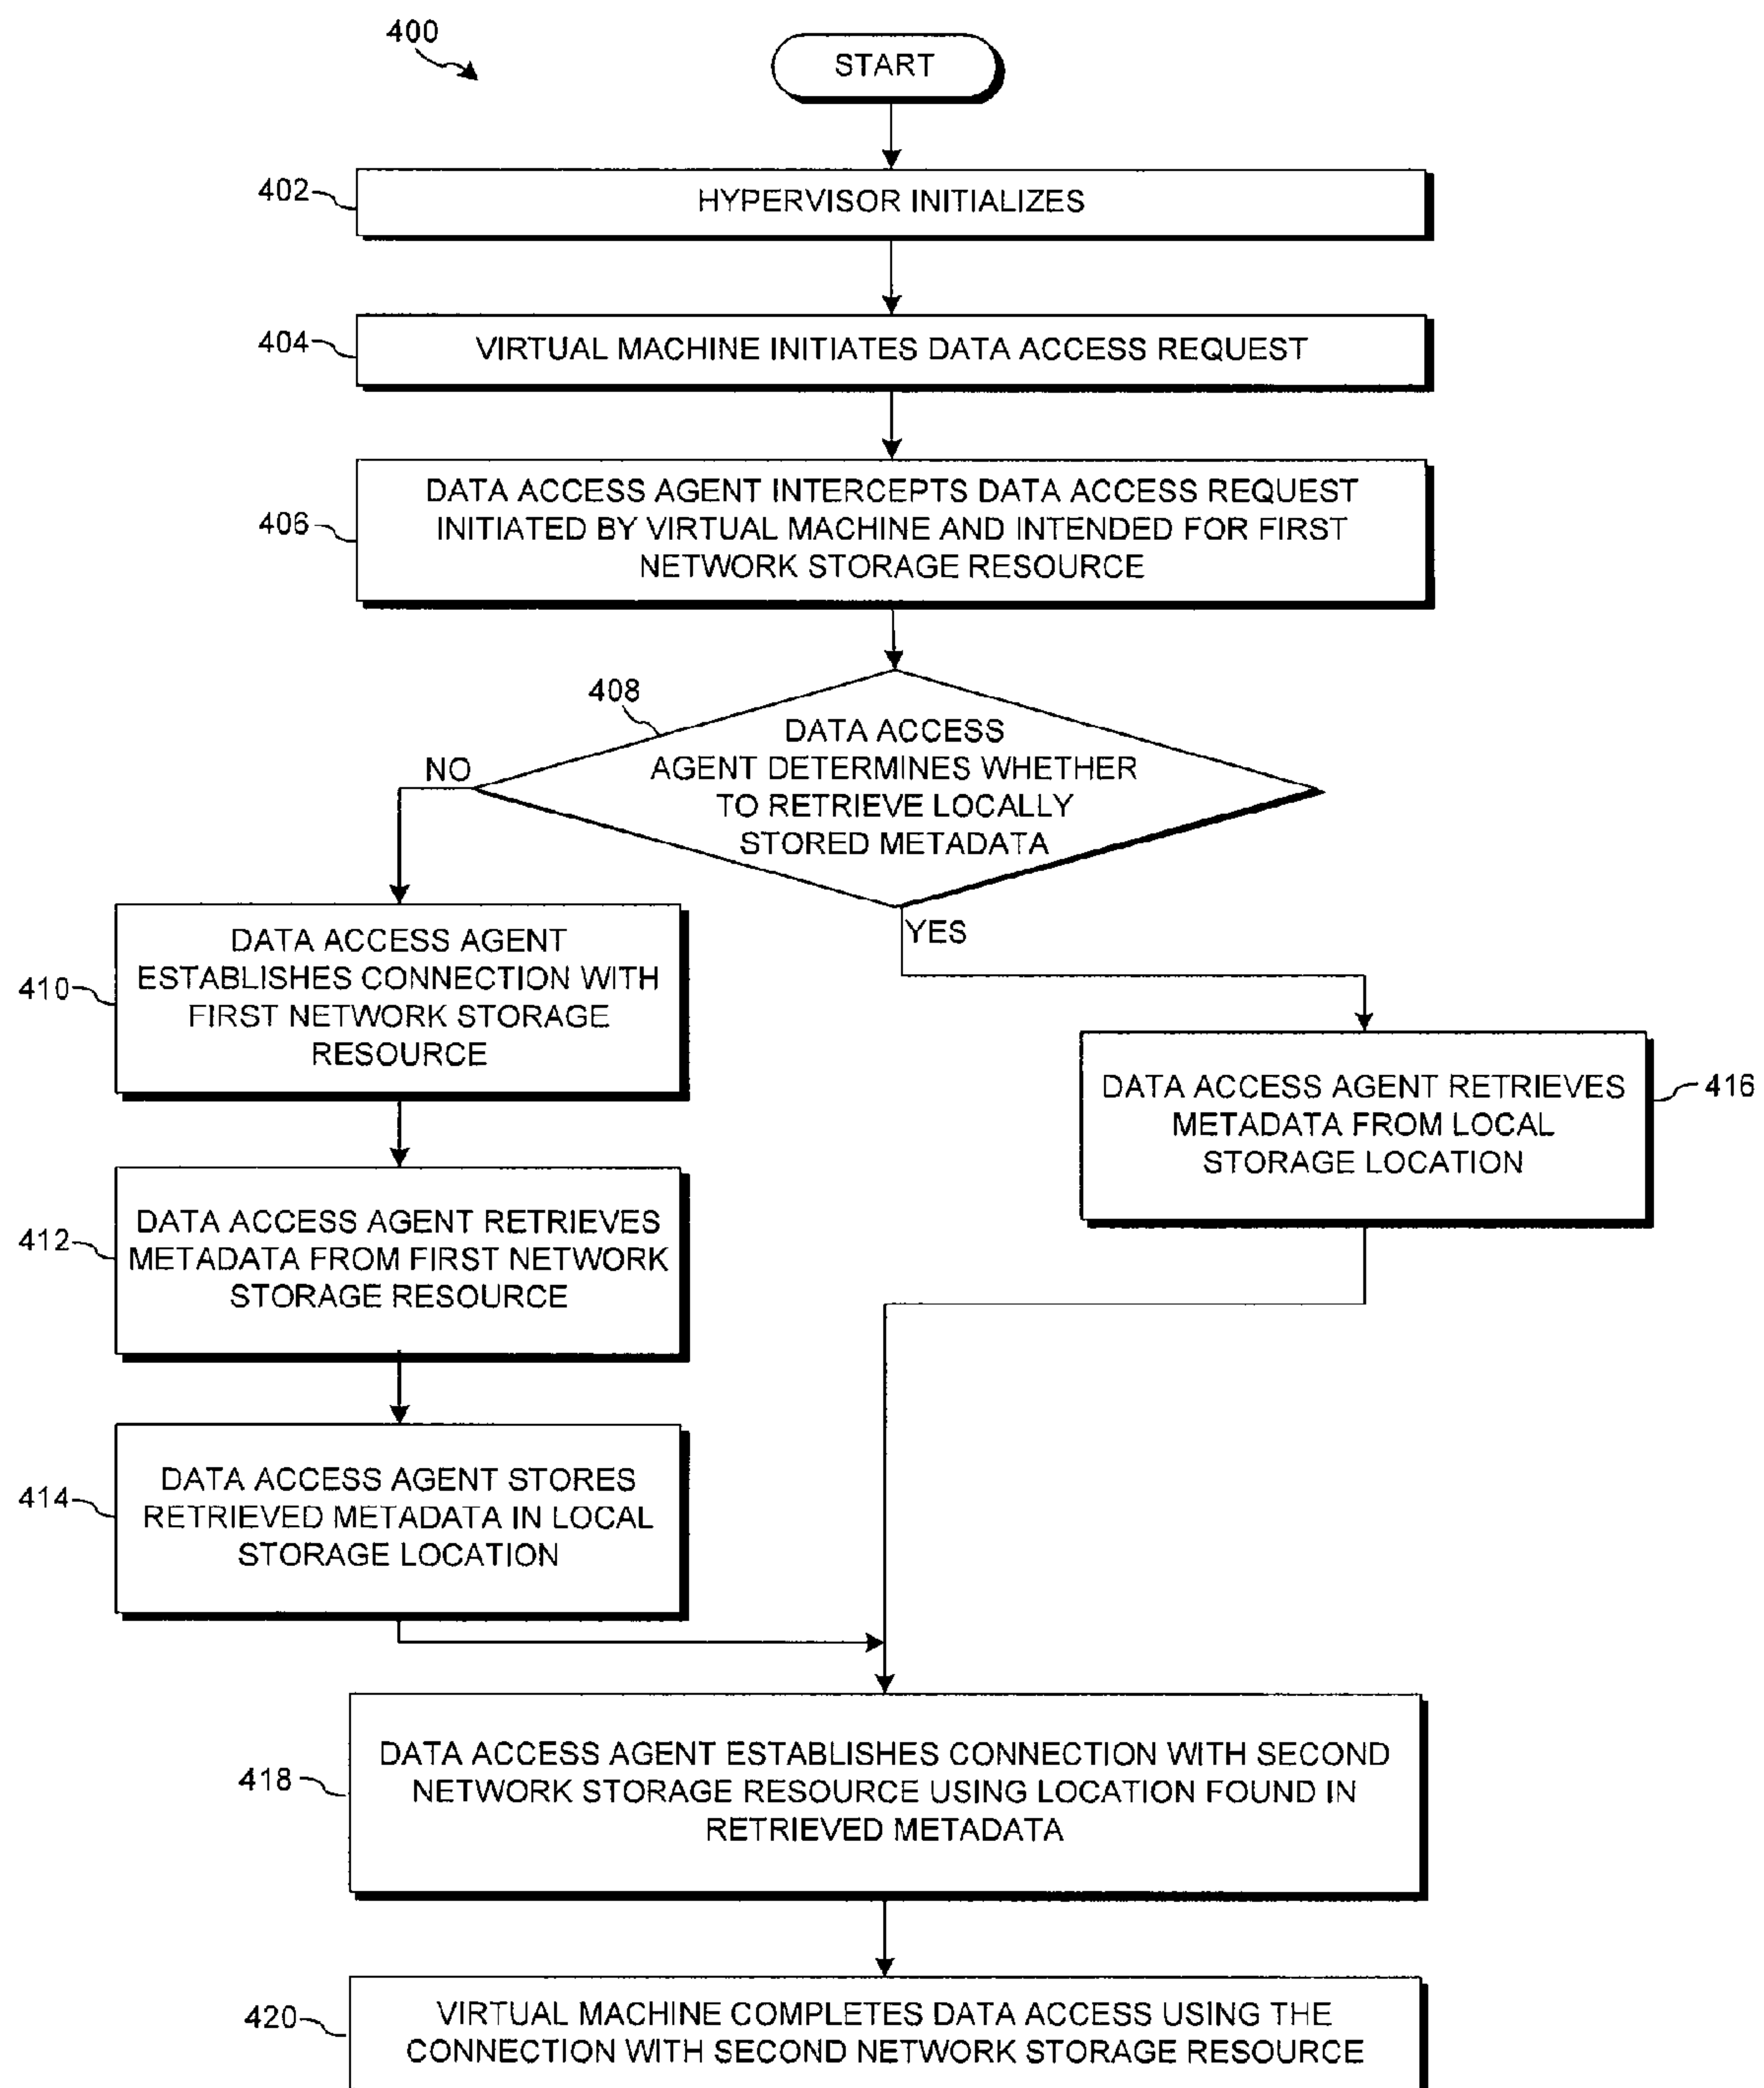 400
START
402
HYPERVISOR INITIALIZES
404
VIRTUAL MACHINE INITIATES DATA ACCESS REQUEST
406
DATA ACCESS AGENT INTERCEPTS DATA ACCESS REQUEST
INITIATED BY VIRTUAL MACHINE AND INTENDED FOR FIRST
NETWORK STORAGE RESOURCE
408
DATA ACCESS
AGENT DETERMINES WHETHER
TO RETRIEVE LOCALLY
STORED METADATA
NO
YES
410
DATA ACCESS AGENT
ESTABLISHES CONNECTION WITH
FIRST NETWORK STORAGE
RESOURCE
416
DATA ACCESS AGENT RETRIEVES
METADATA FROM LOCAL
STORAGE LOCATION
412
DATA ACCESS AGENT RETRIEVES
METADATA FROM FIRST NETWORK
STORAGE RESOURCE
414
DATA ACCESS AGENT STORES
RETRIEVED METADATA IN LOCAL
STORAGE LOCATION
418
DATA ACCESS AGENT ESTABLISHES CONNECTION WITH SECOND
NETWORK STORAGE RESOURCE USING LOCATION FOUND IN
RETRIEVED METADATA
420
VIRTUAL MACHINE COMPLETES DATA ACCESS USING THE
CONNECTION WITH SECOND NETWORK STORAGE RESOURCE